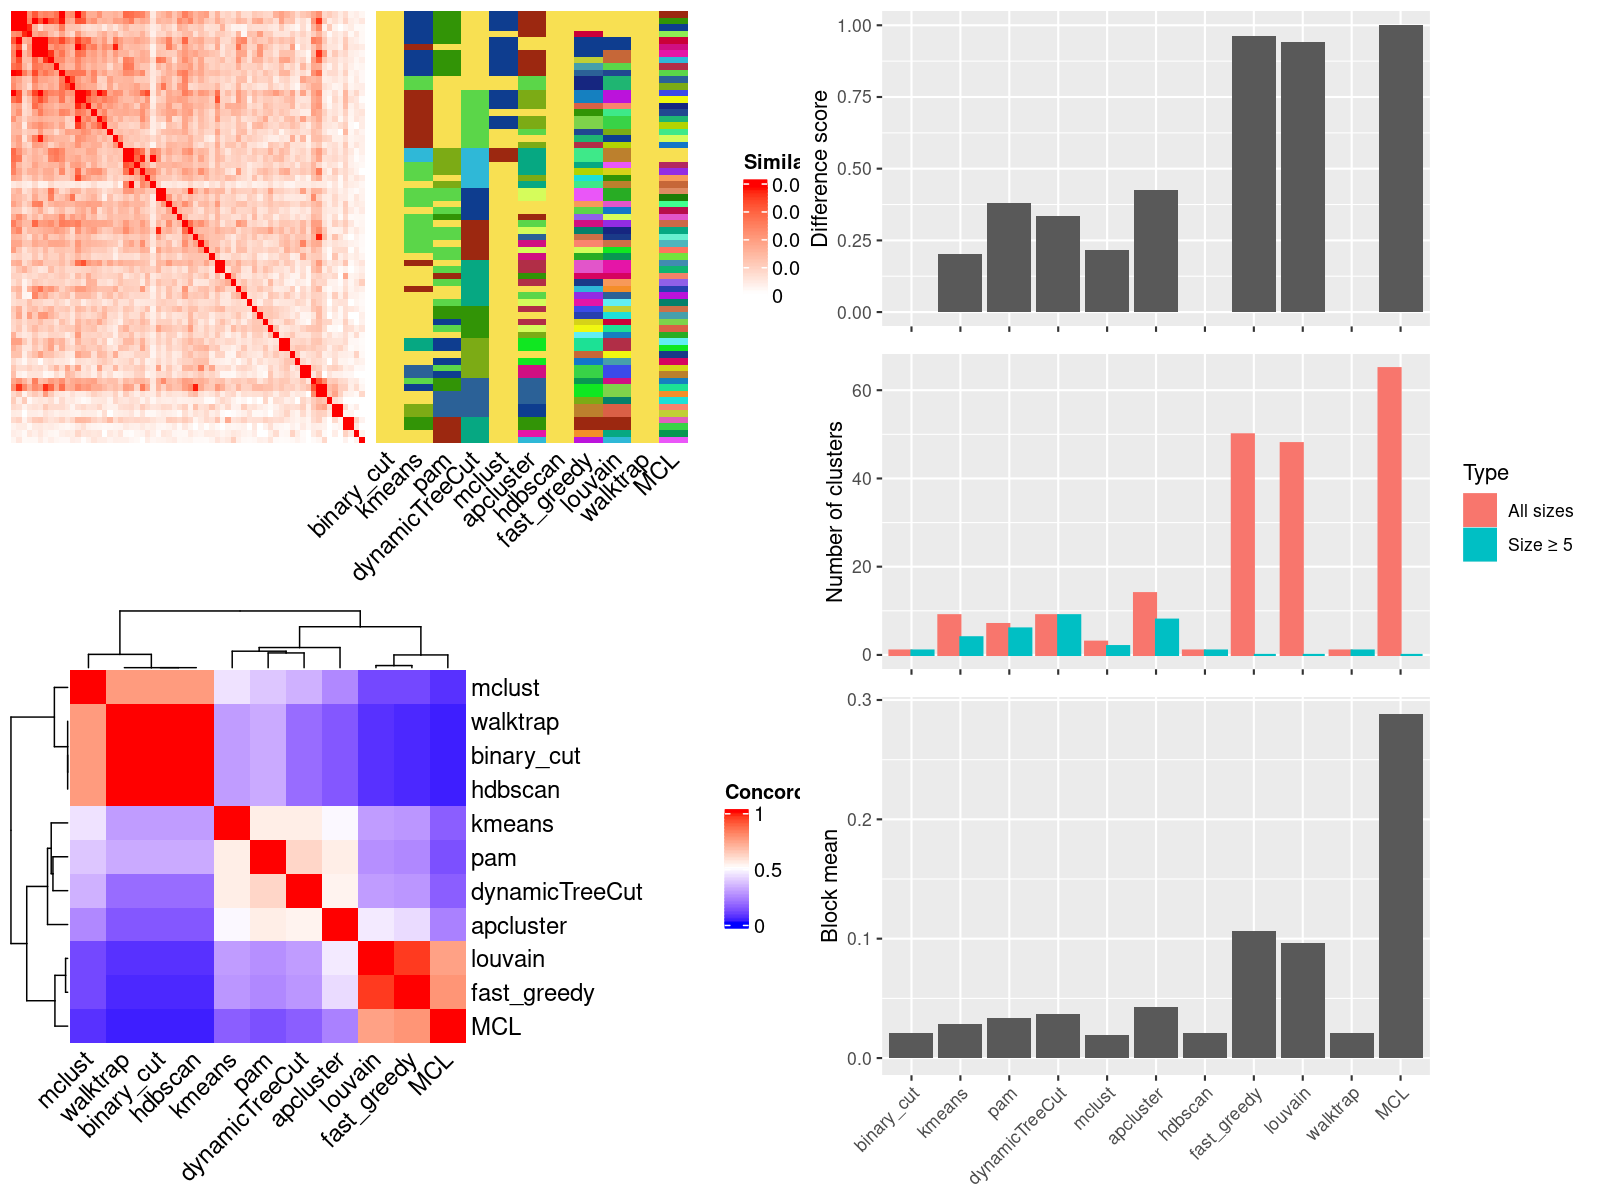 binary_cut
kmeans
pam
dynamicTreeCut
mclust
apcluster
hdbscan
fast_greedy
louvain
walktrap
MCL
Simila
0.0
0.0
0.0
0.0
0
Difference score
1.00
0.75
0.50
0.25
0.00
Number of clusters
60
40
20
0
Type
All sizes
Size ≥ 5
Block mean
0.3
0.2
0.1
0.0
binary_cut
kmeans
pam
dynamicTreeCut
mclust
apcluster
hdbscan
fast_greedy
louvain
walktrap
MCL
mclust
walktrap
binary_cut
hdbscan
kmeans
pam
dynamicTreeCut
apcluster
louvain
fast_greedy
MCL
mclust
walktrap
binary_cut
hdbscan
kmeans
pam
dynamicTreeCut
apcluster
louvain
fast_greedy
MCL
Concord
1
0.5
0